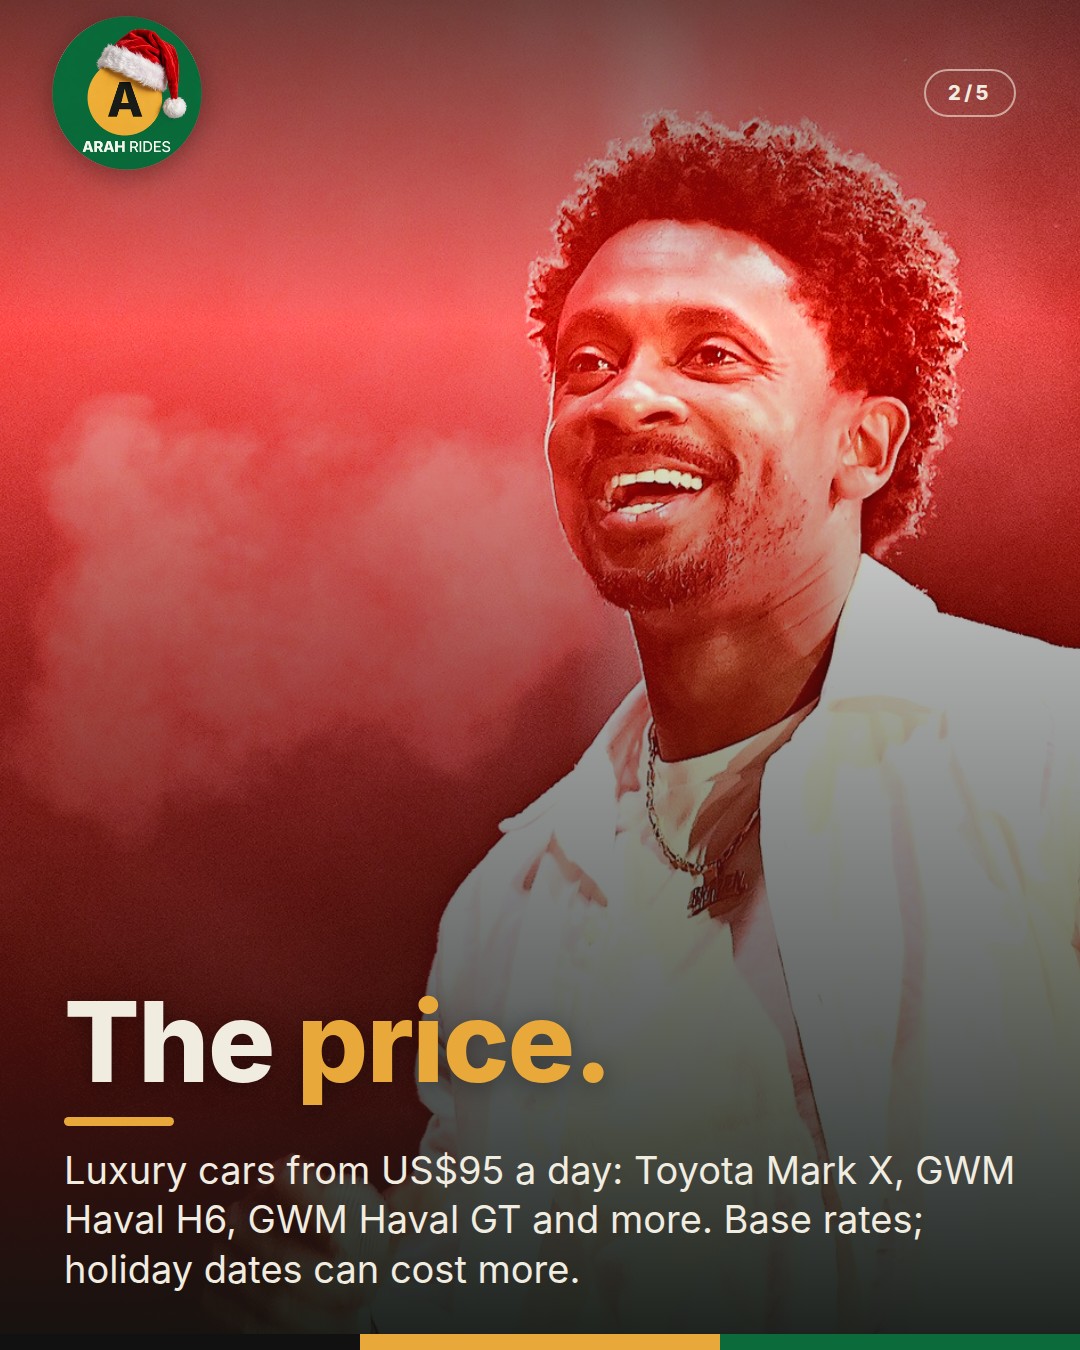 A
ARAH RIDES
2/5
The price.
Luxury cars from US$95 a day: Toyota Mark X, GWM
Haval H6, GWM Haval GT and more. Base rates;
holiday dates can cost more.